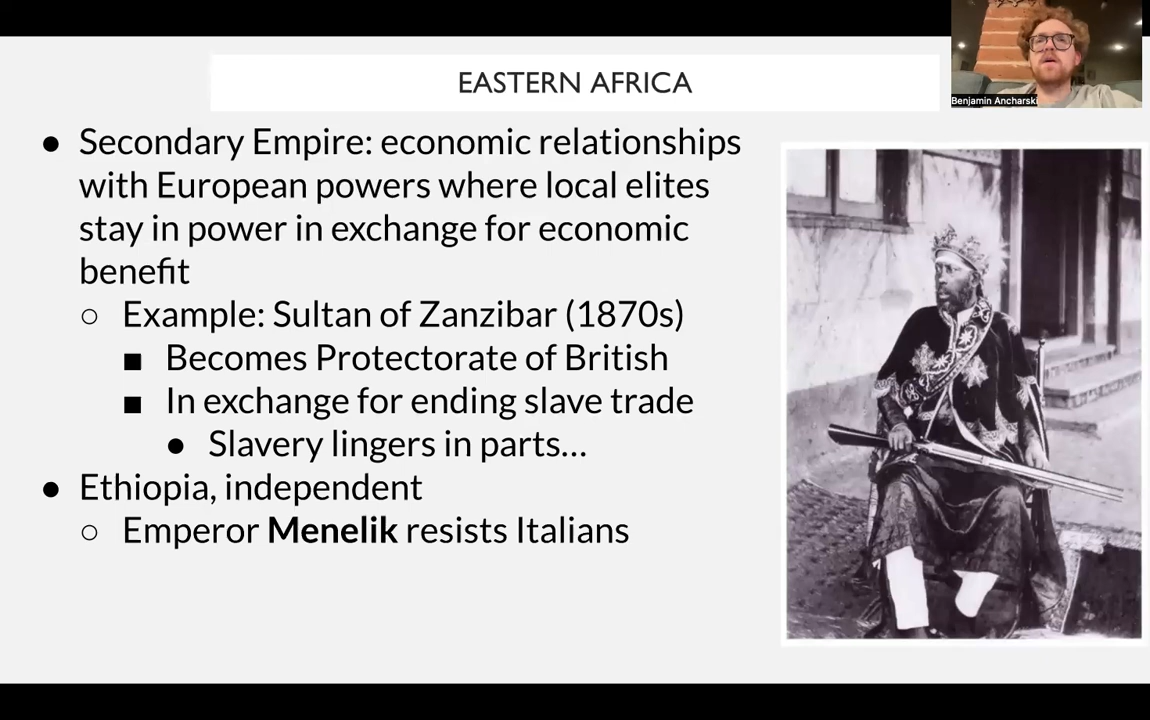 EASTERN AFRICA
Benjamin Ancharski
● Secondary Empire: economic relationships
with European powers where local elites
stay in power in exchange for economic
benefit
○ Example: Sultan of Zanzibar (1870s)
■ Becomes Protectorate of British
■ In exchange for ending slave trade
● Slavery lingers in parts...
● Ethiopia, independent
○ Emperor Menelik resists Italians